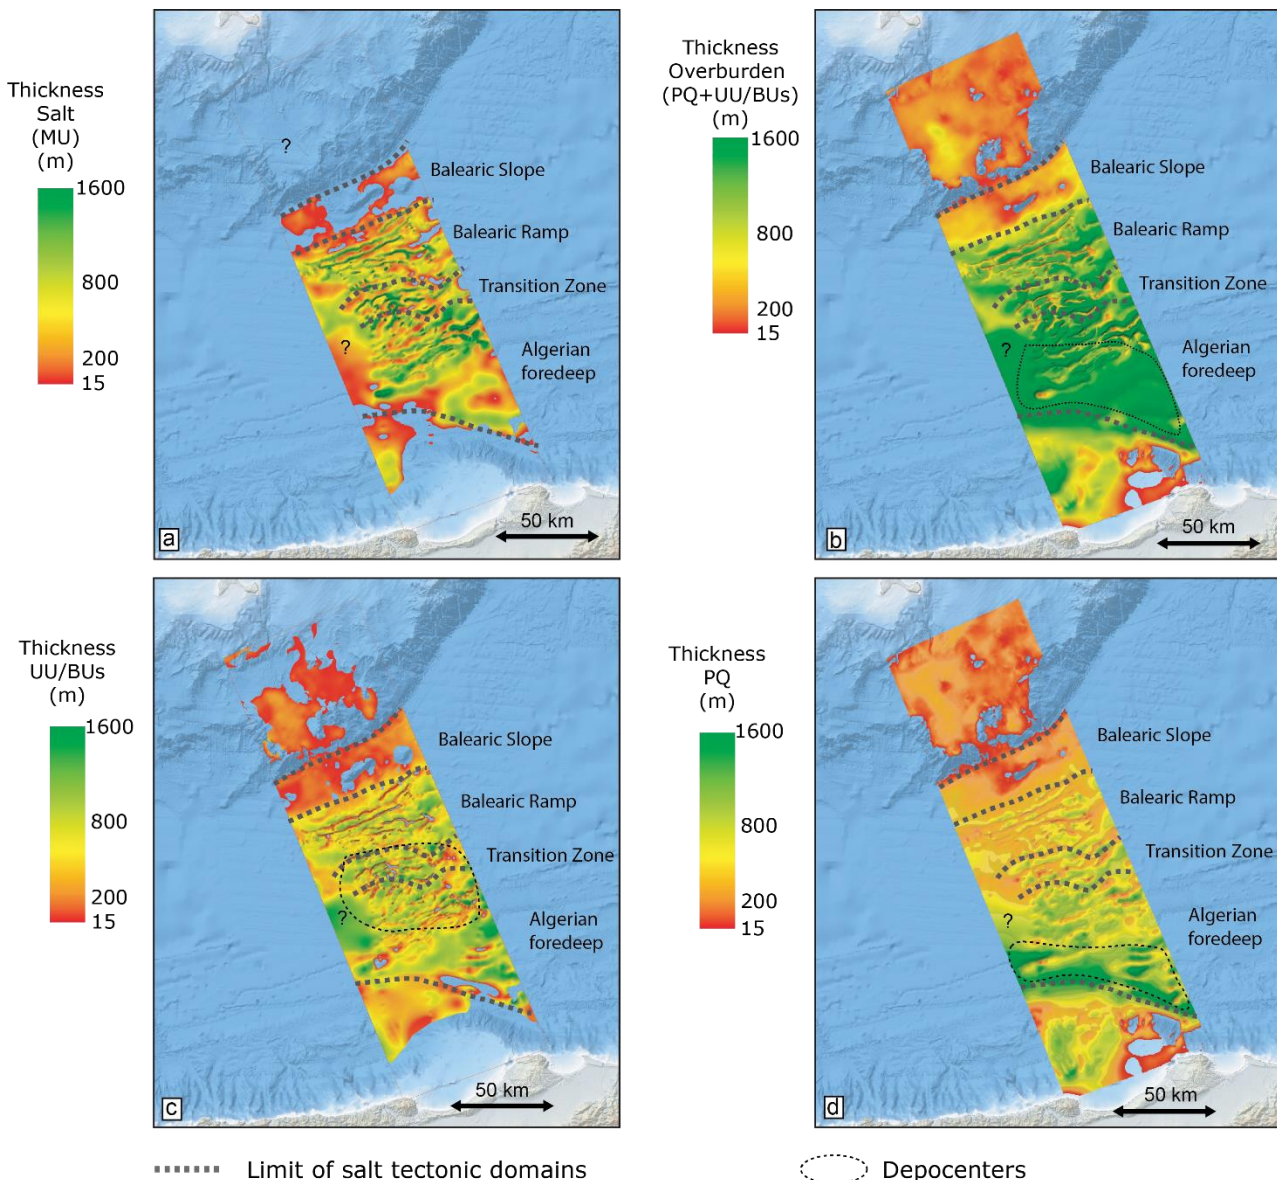 Thickness
Salt
(MU)
(m)
1600
800
200
15
?
Balearic Slope
Balearic Ramp
Transition Zone
?
Algerian
foredeep
50 km
a
Thickness
Overburden
(PQ+UU/BUs)
(m)
1600
800
200
15
Balearic Slope
Balearic Ramp
Transition Zone
?
Algerian
foredeep
50 km
b
Thickness
UU/BUs
(m)
1600
800
200
15
Balearic Slope
Balearic Ramp
Transition Zone
?
Algerian
foredeep
50 km
c
Thickness
PQ
(m)
1600
800
200
15
Balearic Slope
Balearic Ramp
Transition Zone
?
Algerian
foredeep
50 km
d
Limit of salt tectonic domains
Depocenters